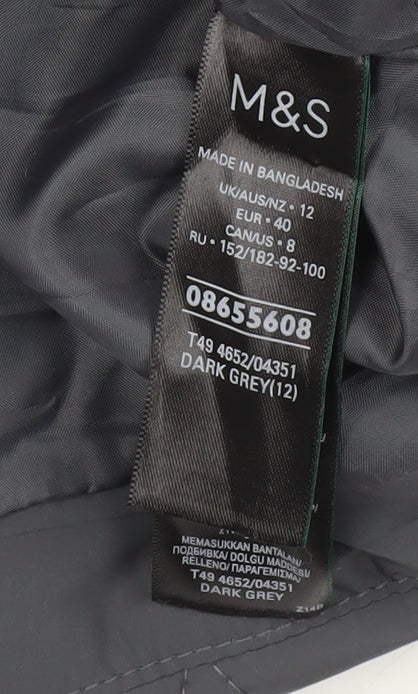 M&S
MADE IN BANGLADESH
UK/AUS/NZ • 12
EUR • 40
CAN/US • 8
RU • 152/182-92-100
08655608
T49 4652/04351
DARK GREY(12)
MEMASUKKAN BANTALAN/
ПОДБИВКА/ DOLGU MADDESI/
RELLENO/ ΠΑΡΑΓΕΜΙΣΜΑ
T49 4652/04351
DARK GREY